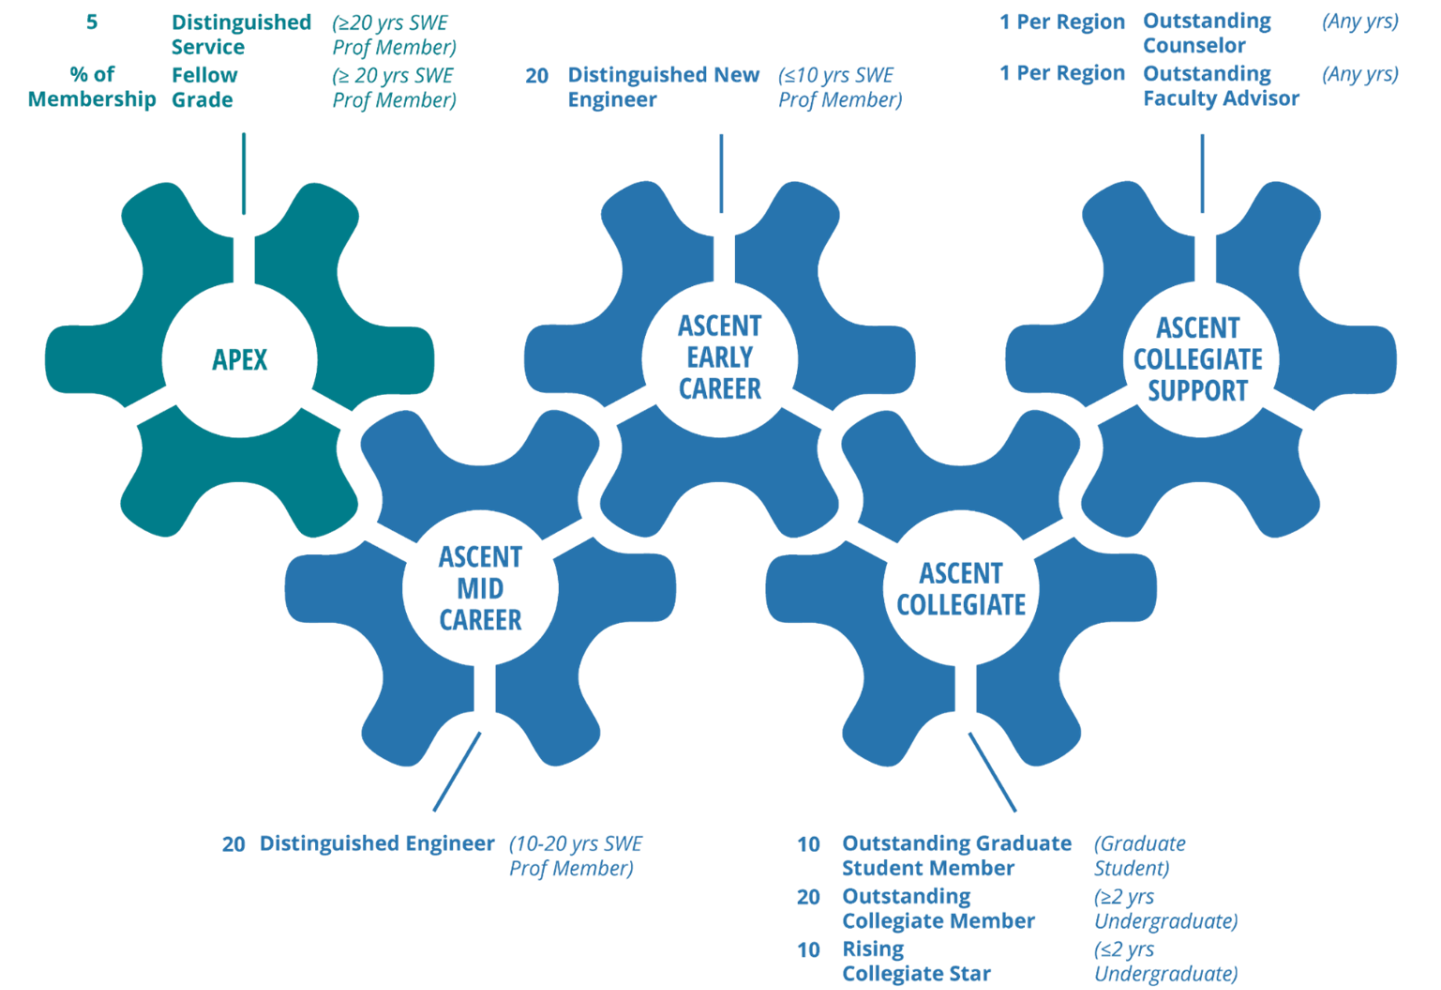 5 Distinguished (≥20 yrs SWE
Service Prof Member)
% of Fellow (≥ 20 yrs SWE
Membership Grade Prof Member)
20 Distinguished New (≤10 yrs SWE
Engineer Prof Member)
1 Per Region Outstanding (Any yrs)
Counselor
1 Per Region Outstanding (Any yrs)
Faculty Advisor
APEX
ASCENT
EARLY
CAREER
ASCENT
COLLEGIATE
SUPPORT
ASCENT
MID
CAREER
ASCENT
COLLEGIATE
20 Distinguished Engineer (10-20 yrs SWE
Prof Member)
10 Outstanding Graduate (Graduate
Student Member Student)
20 Outstanding (≥2 yrs
Collegiate Member Undergraduate)
10 Rising (≤2 yrs
Collegiate Star Undergraduate)